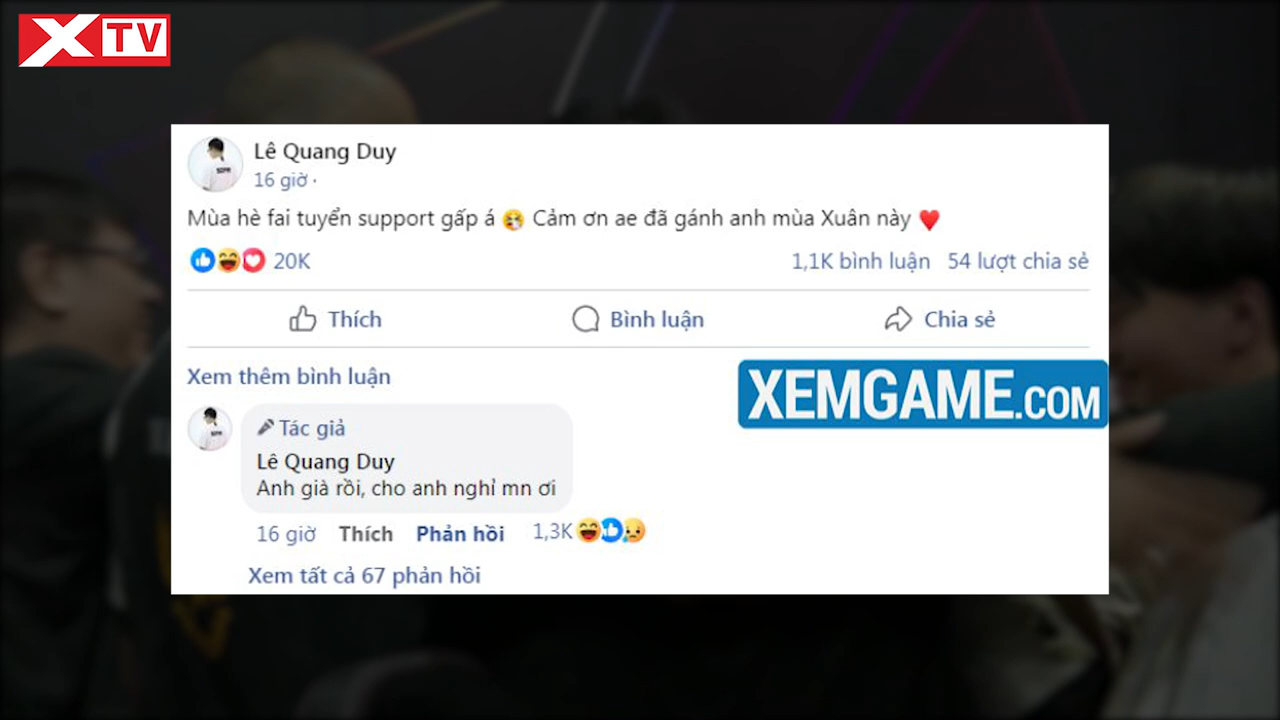 XTV
Lê Quang Duy
16 giờ ·
Mùa hè fai tuyển support gấp á 🤧 Cảm ơn ae đã gánh anh mùa Xuân này ❤️
20K 1,1K bình luận 54 lượt chia sẻ
Thích Bình luận Chia sẻ
Xem thêm bình luận
XEMGAME.COM
Tác giả
Lê Quang Duy
Anh già rồi, cho anh nghỉ mn ơi
16 giờ Thích Phản hồi 1,3K
Xem tất cả 67 phản hồi